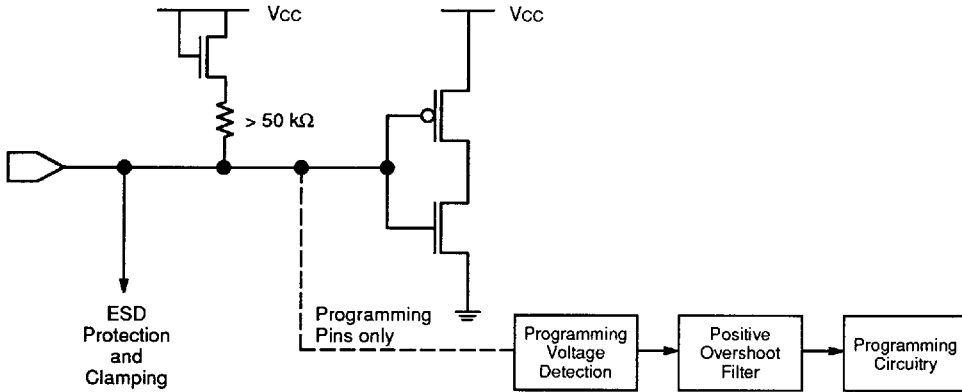 VCC
VCC
> 50 kΩ
ESD
Protection
and
Clamping
Programming
Pins only
Programming
Voltage
Detection
Positive
Overshoot
Filter
Programming
Circuitry